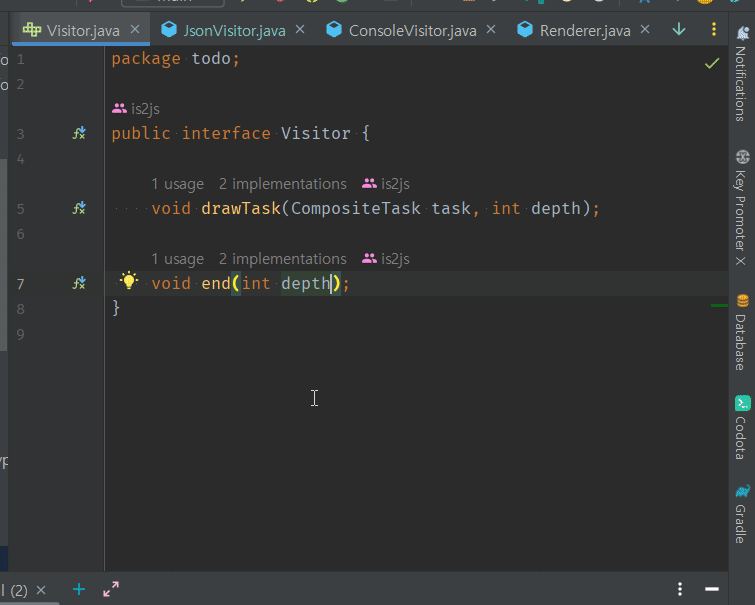 Visitor.java
JsonVisitor.java
ConsoleVisitor.java
Renderer.java
1 package todo;
2
is2js
3 public interface Visitor {
4
1 usage 2 implementations is2js
5 void drawTask(CompositeTask task, int depth);
6
1 usage 2 implementations is2js
7 void end(int depth);
8 }
9
Notifications
Key Promoter X
Database
Codota
Gradle
(2)